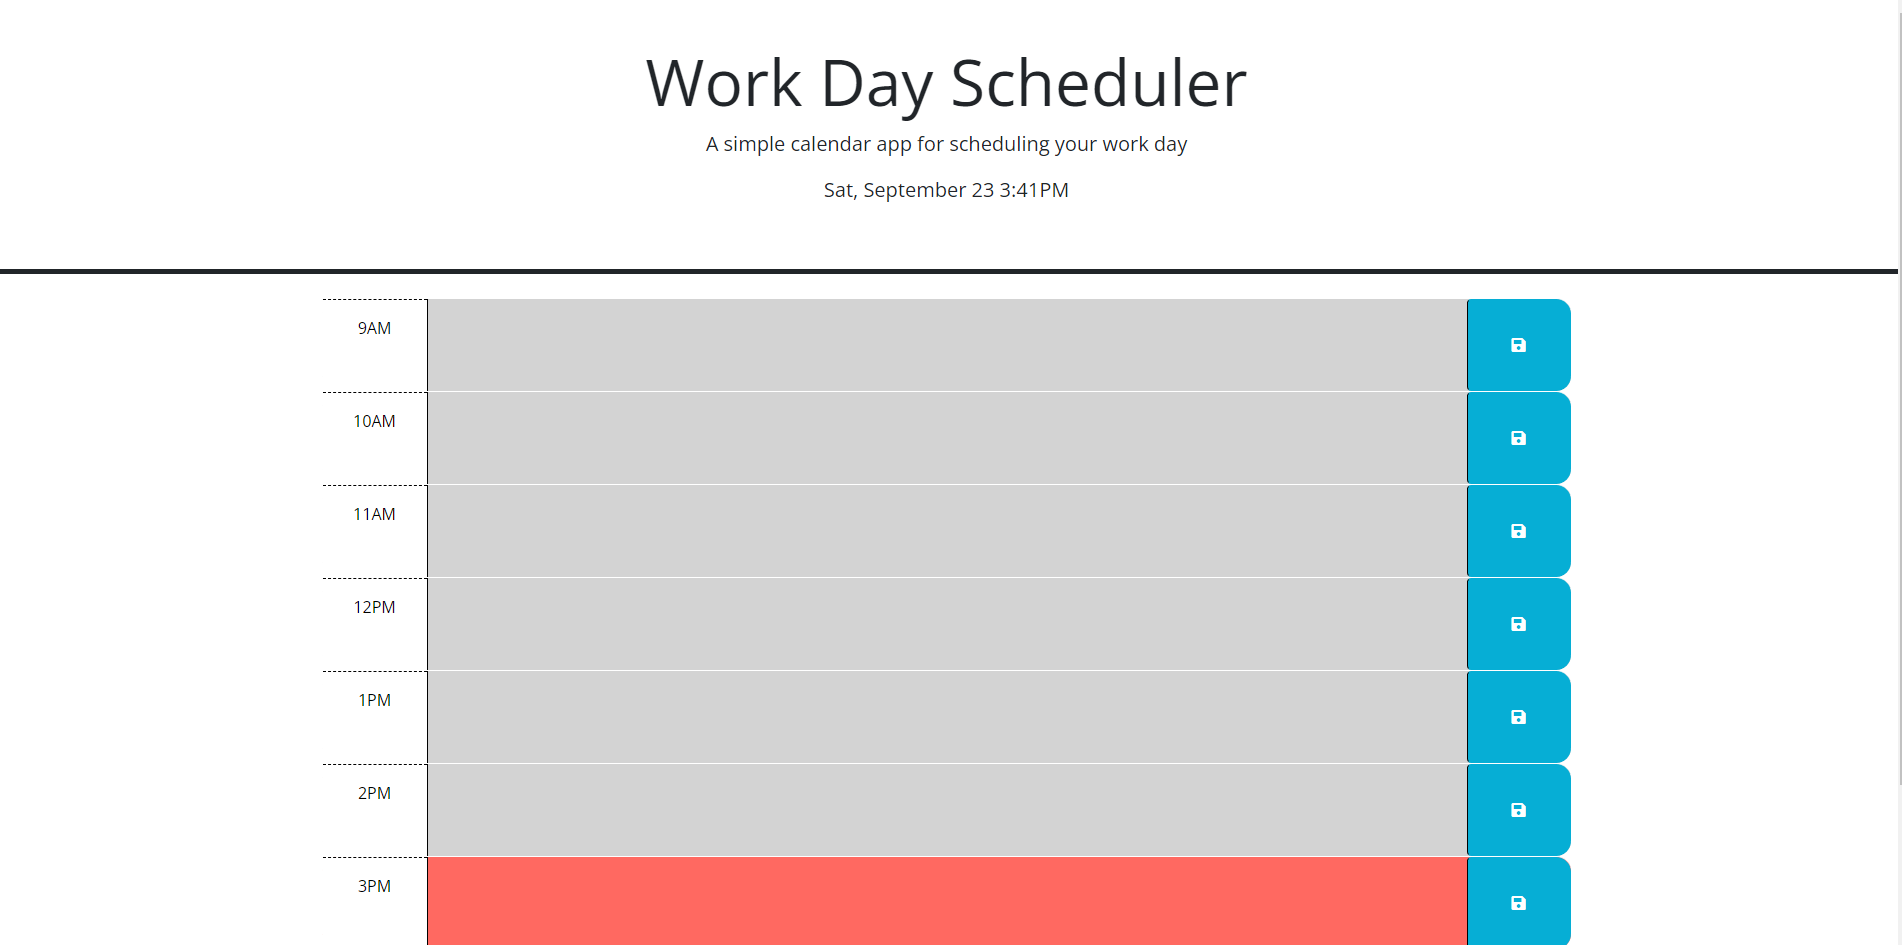 Work Day Scheduler
A simple calendar app for scheduling your work day
Sat, September 23 3:41PM
9AM
10AM
11AM
12PM
1PM
2PM
3PM